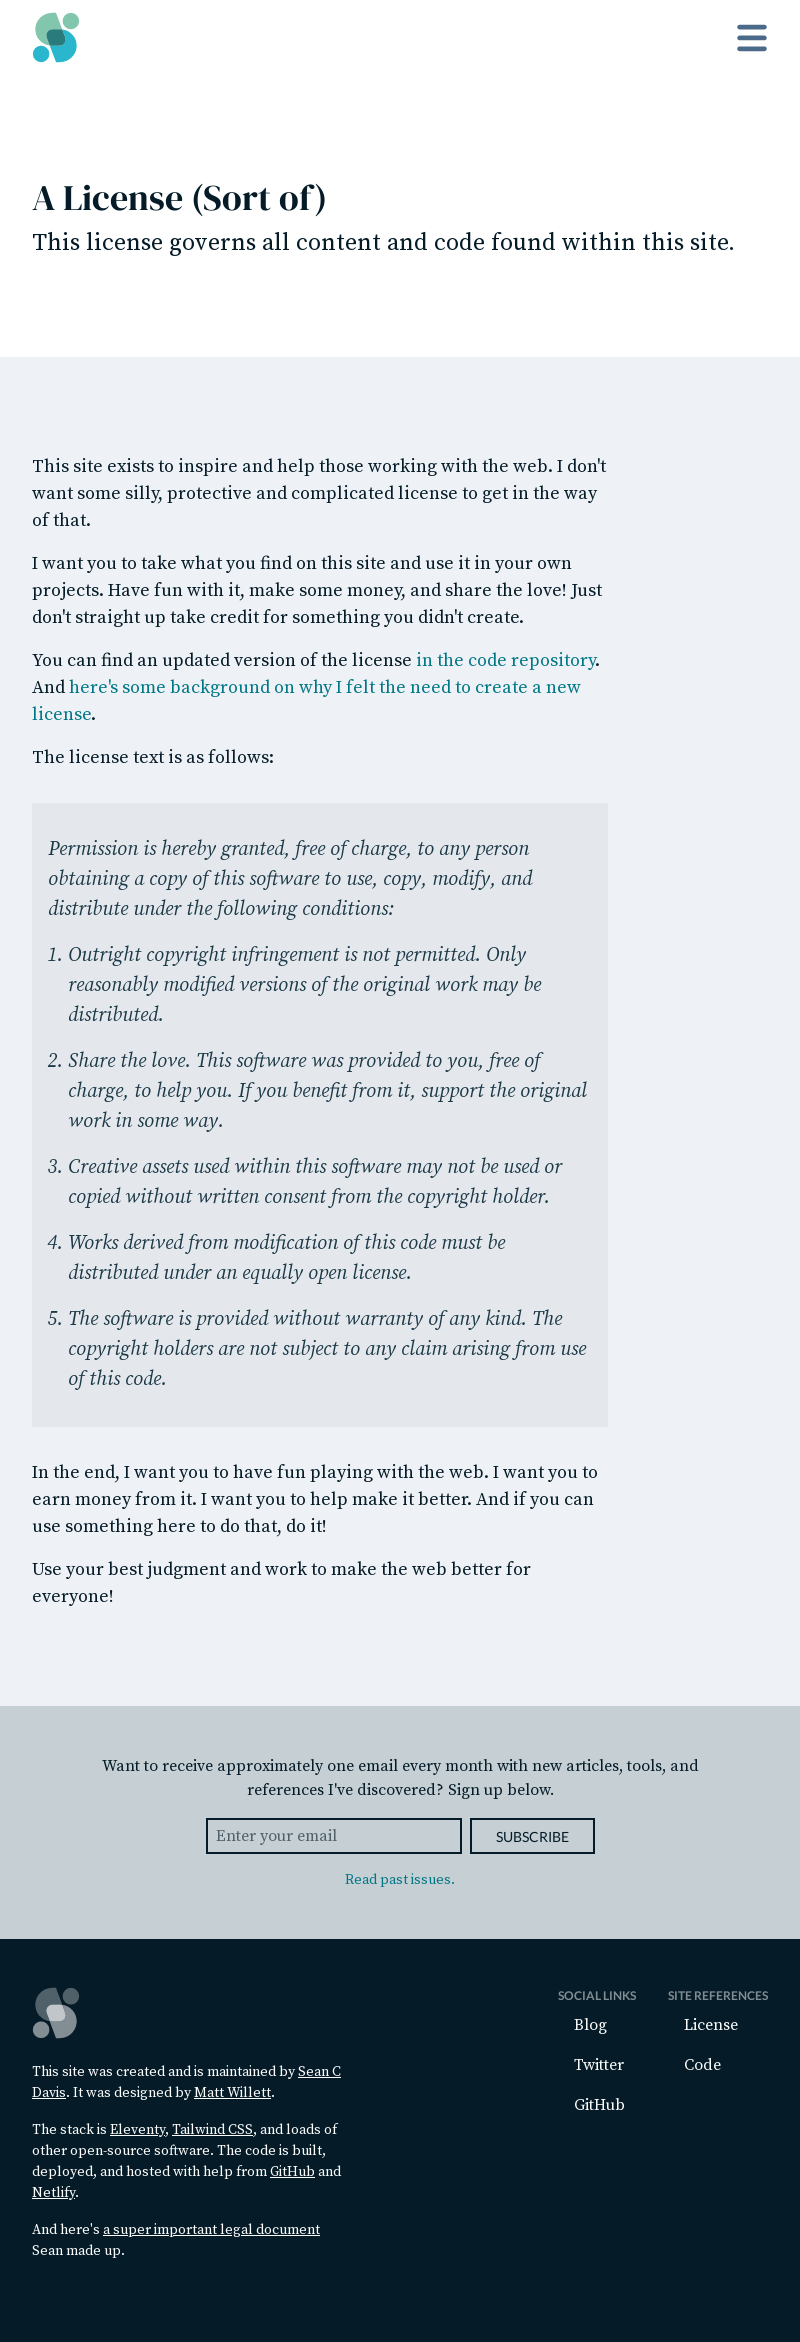 A License (Sort of)
This license governs all content and code found within this site.
This site exists to inspire and help those working with the web. I don't
want some silly, protective and complicated license to get in the way
of that.
I want you to take what you find on this site and use it in your own
projects. Have fun with it, make some money, and share the love! Just
don't straight up take credit for something you didn't create.
You can find an updated version of the license in the code repository.
And here's some background on why I felt the need to create a new
license.
The license text is as follows:
Permission is hereby granted, free of charge, to any person
obtaining a copy of this software to use, copy, modify, and
distribute under the following conditions:
1. Outright copyright infringement is not permitted. Only
reasonably modified versions of the original work may be
distributed.
2. Share the love. This software was provided to you, free of
charge, to help you. If you benefit from it, support the original
work in some way.
3. Creative assets used within this software may not be used or
copied without written consent from the copyright holder.
4. Works derived from modification of this code must be
distributed under an equally open license.
5. The software is provided without warranty of any kind. The
copyright holders are not subject to any claim arising from use
of this code.
In the end, I want you to have fun playing with the web. I want you to
earn money from it. I want you to help make it better. And if you can
use something here to do that, do it!
Use your best judgment and work to make the web better for
everyone!
Want to receive approximately one email every month with new articles, tools, and
references I've discovered? Sign up below.
Enter your email
SUBSCRIBE
Read past issues.
This site was created and is maintained by Sean C
Davis. It was designed by Matt Willett.
The stack is Eleventy, Tailwind CSS, and loads of
other open-source software. The code is built,
deployed, and hosted with help from GitHub and
Netlify.
And here's a super important legal document
Sean made up.
SOCIAL LINKS
Blog
Twitter
GitHub
SITE REFERENCES
License
Code